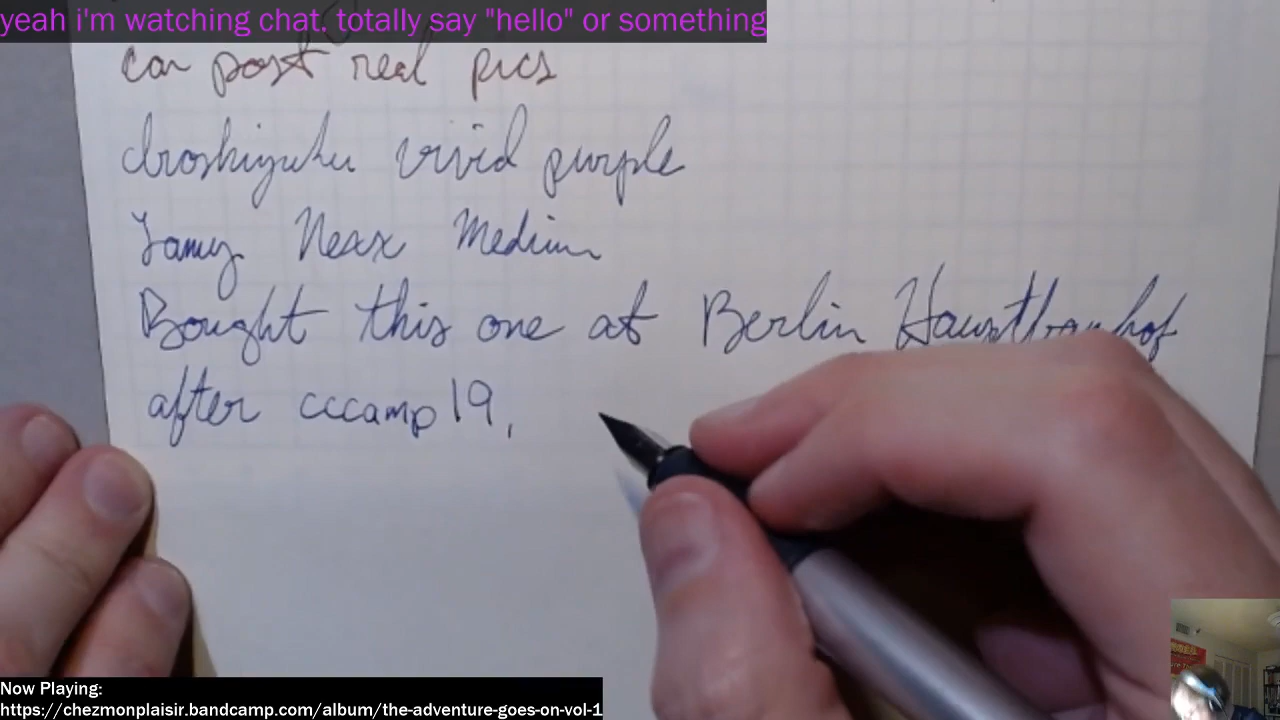 yeah i'm watching chat, totally say "hello" or something
can post real pics
Iroshizuku vivid purple
Lamy Nexx Medium
Bought this one at Berlin Hauptbahnhof
after cccamp19,
Now Playing:
https://chezmonplaisir.bandcamp.com/album/the-adventure-goes-on-vol-1